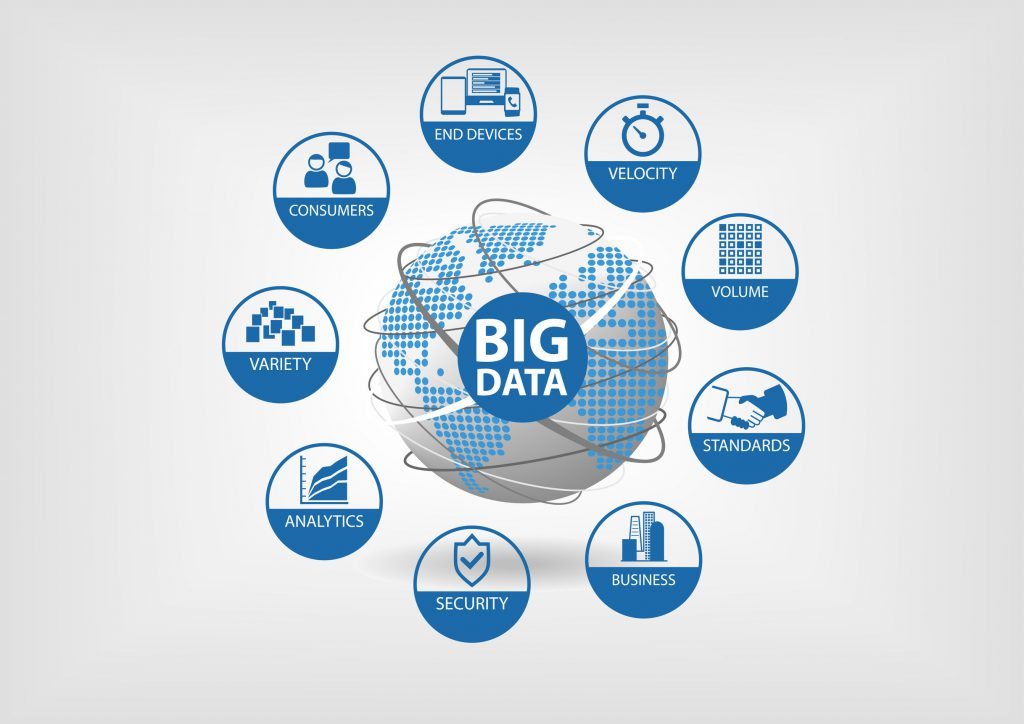 END DEVICES
VELOCITY
CONSUMERS
VOLUME
BIG
DATA
VARIETY
STANDARDS
ANALYTICS
BUSINESS
SECURITY